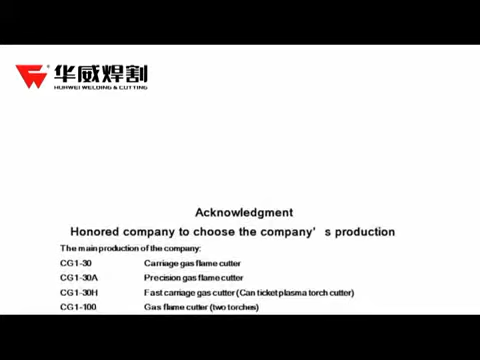 华威焊割
HUAWEI WELDING & CUTTING
Acknowledgment
Honored company to choose the company's production
The main production of the company:
CG1-30 Carriage gas flame cutter
CG1-30A Precision gas flame cutter
CG1-30H Fast carriage gas cutter (Can ticket plasma torch cutter)
CG1-100 Gas flame cutter (two torches)